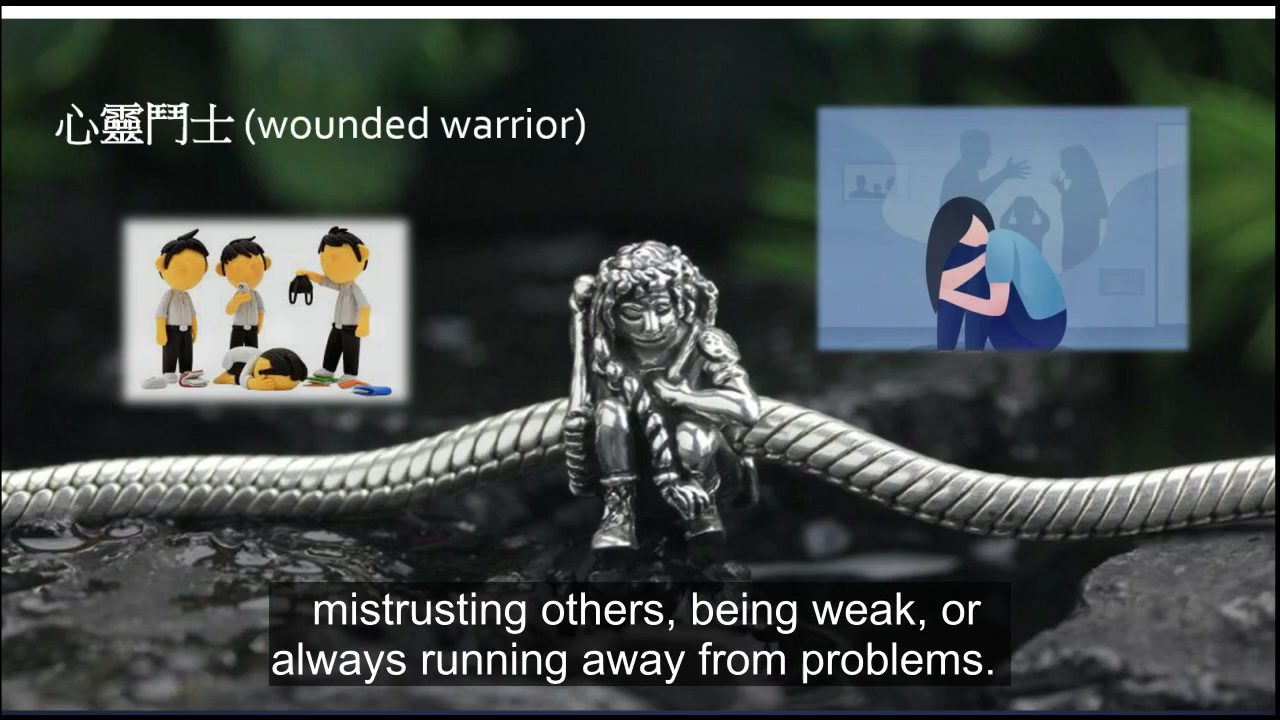 心靈鬥士 (wounded warrior)
mistrusting others, being weak, or
always running away from problems.